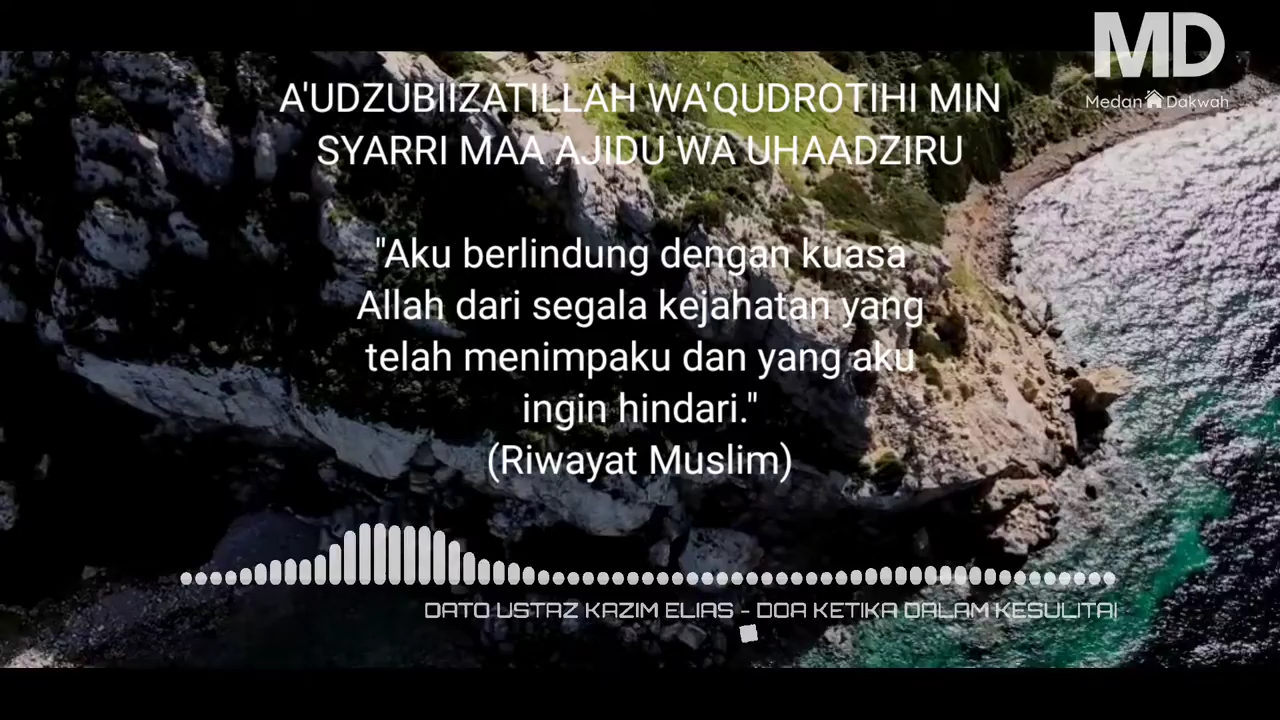 MD
Medan Dakwah
A'UDZUBIIZATILLAH WA'QUDROTIHI MIN
SYARRI MAA AJIDU WA UHAADZIRU
"Aku berlindung dengan kuasa
Allah dari segala kejahatan yang
telah menimpaku dan yang aku
ingin hindari."
(Riwayat Muslim)
DATO USTAZ KAZIM ELIAS - DOA KETIKA DALAM KESULITA